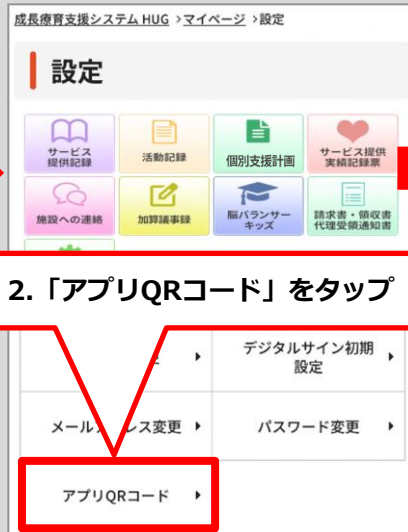 成長療育支援システム HUG >マイページ >設定
設定
サービス
提供記録
活動記録
個別支援計画
サービス提供
実績記録票
施設への連絡
加算議事録
脳バランサー
キッズ
請求書・領収書
代理受領通知書
2.「アプリQRコード」をタップ
デジタルサイン初期
設定
メールアドレス変更
パスワード変更
アプリQRコード